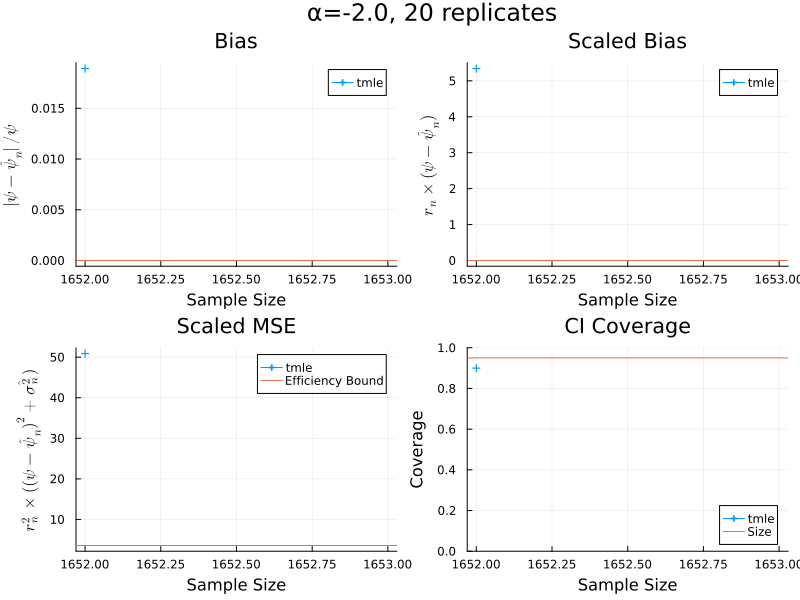 α=-2.0, 20 replicates
Bias
tmle
|ψ − ψ̂ₙ| / ψ
0.015
0.010
0.005
0.000
1652.00 1652.25 1652.50 1652.75 1653.00
Sample Size
Scaled Bias
tmle
rₙ × (ψ − ψ̂ₙ)
5
4
3
2
1
0
1652.00 1652.25 1652.50 1652.75 1653.00
Sample Size
Scaled MSE
tmle
Efficiency Bound
rₙ² × ((ψ − ψ̂ₙ)² + σ̂ₙ²)
50
40
30
20
10
1652.00 1652.25 1652.50 1652.75 1653.00
Sample Size
CI Coverage
Coverage
1.0
0.8
0.6
0.4
0.2
0.0
tmle
Size
1652.00 1652.25 1652.50 1652.75 1653.00
Sample Size